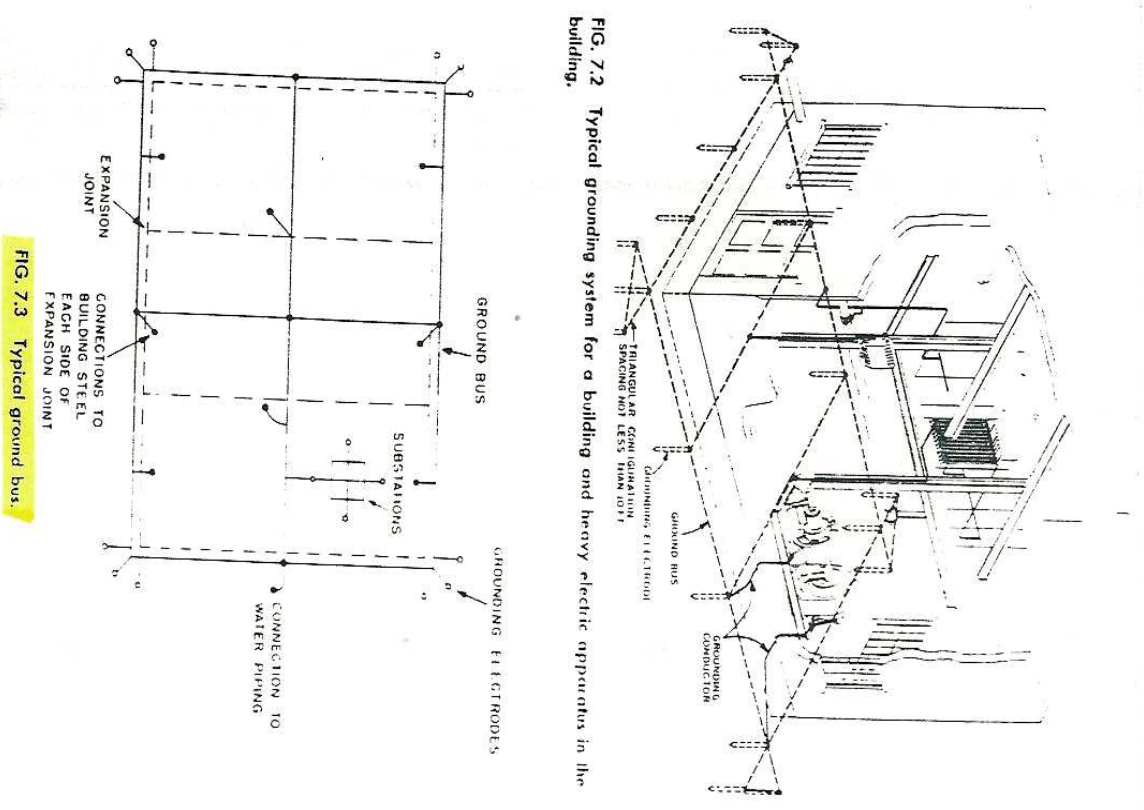 TRIANGULAR CONFIGURATION
SPACING NOT LESS THAN 10 FT
GROUNDING ELECTRODE
GROUND BUS
GROUNDING
CONDUCTOR
FIG. 7.2 Typical grounding system for a building and heavy electric apparatus in the
building.
GROUND BUS
GROUNDING ELECTRODES
SUBSTATIONS
EXPANSION
JOINT
CONNECTIONS TO
BUILDING STEEL
EACH SIDE OF
EXPANSION JOINT
CONNECTION TO
WATER PIPING
FIG. 7.3 Typical ground bus.